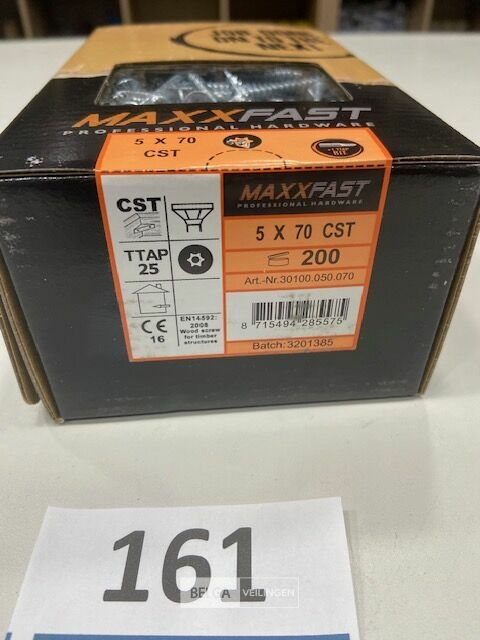 MAXXFAST
PROFESSIONAL HARDWARE
5 X 70
CST
CST
TTAP
25
CE
16
EN14592:
2008
Wood screw
for timber
structures
MAXXFAST
PROFESSIONAL HARDWARE
5 X 70 CST
200
Art.-Nr.30100.050.070
8 715494 285575
Batch:3201385
161
BELGA VEILINGEN